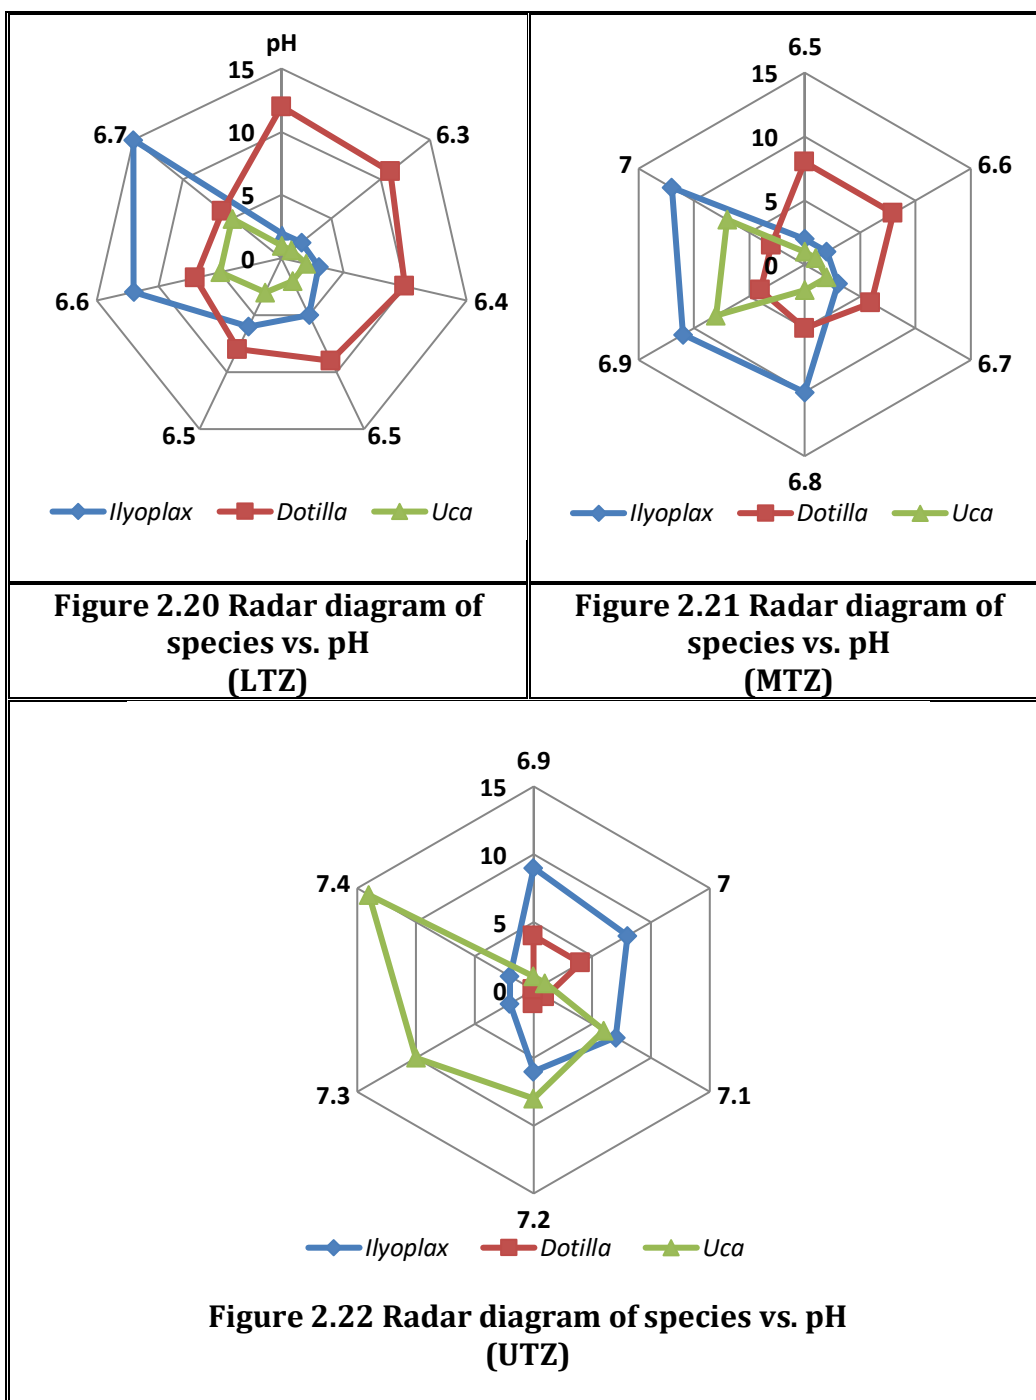 pH
15
10
5
0
6.3
6.4
6.5
6.5
6.6
6.7
Ilyoplax Dotilla Uca
Figure 2.20 Radar diagram of
species vs. pH
(LTZ)
6.5
15
10
5
0
6.6
6.7
6.8
6.9
7
Ilyoplax Dotilla Uca
Figure 2.21 Radar diagram of
species vs. pH
(MTZ)
6.9
15
10
5
0
7
7.1
7.2
7.3
7.4
Ilyoplax Dotilla Uca
Figure 2.22 Radar diagram of species vs. pH
(UTZ)